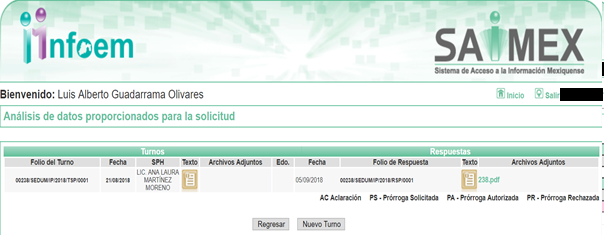 infoem
SAIMEX
Sistema de Acceso a la Información Mexiquense
Bienvenido: Luis Alberto Guadarrama Olivares
Inicio Salir
Análisis de datos proporcionados para la solicitud
Turnos Respuestas
Folio del Turno Fecha SPH Texto Archivos Adjuntos Edo. Fecha Folio de Respuesta Texto Archivos Adjuntos
00238/SEDUM/IP/2018/TSP/0001 21/08/2018 LIC. ANA LAURA MARTÍNEZ MORENO 05/09/2018 00238/SEDUM/IP/2018/RSP/0001 238.pdf
AC Aclaración PS - Prórroga Solicitada PA - Prórroga Autorizada PR - Prórroga Rechazada
Regresar Nuevo Turno